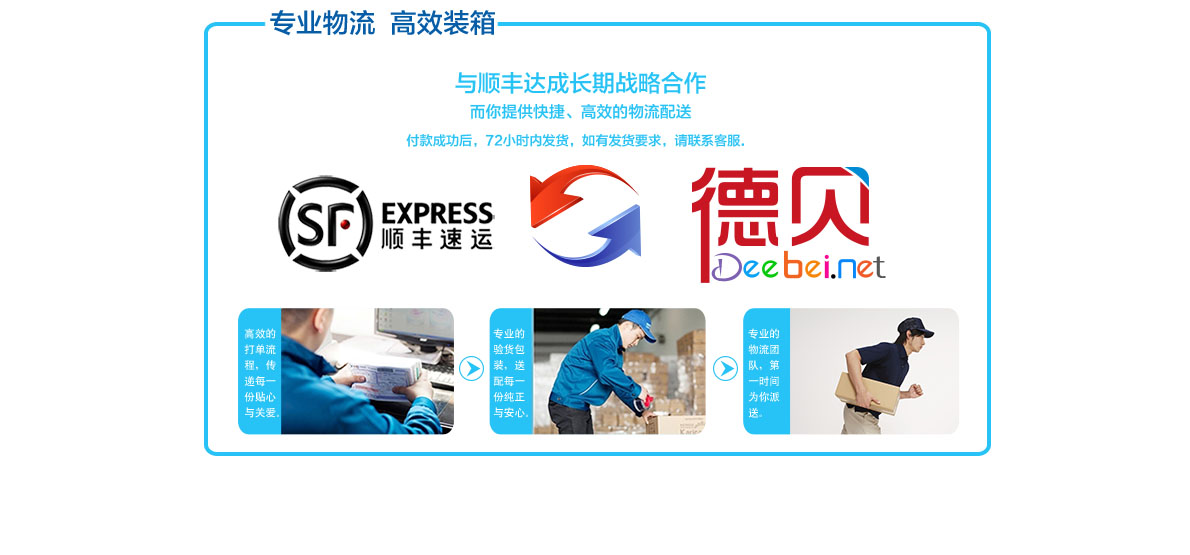 专业物流 高效装箱
与顺丰达成长期战略合作
而你提供快捷、高效的物流配送
付款成功后，72小时内发货，如有发货要求，请联系客服。
SF EXPRESS
顺丰速运
德贝
Deebei.net
高效的
打单流
程，传
递每一
份贴心
与关爱。
专业的
验货包
装，送
配每一
份纯正
与安心。
专业的
物流团
队，第
一时间
为你派
送。